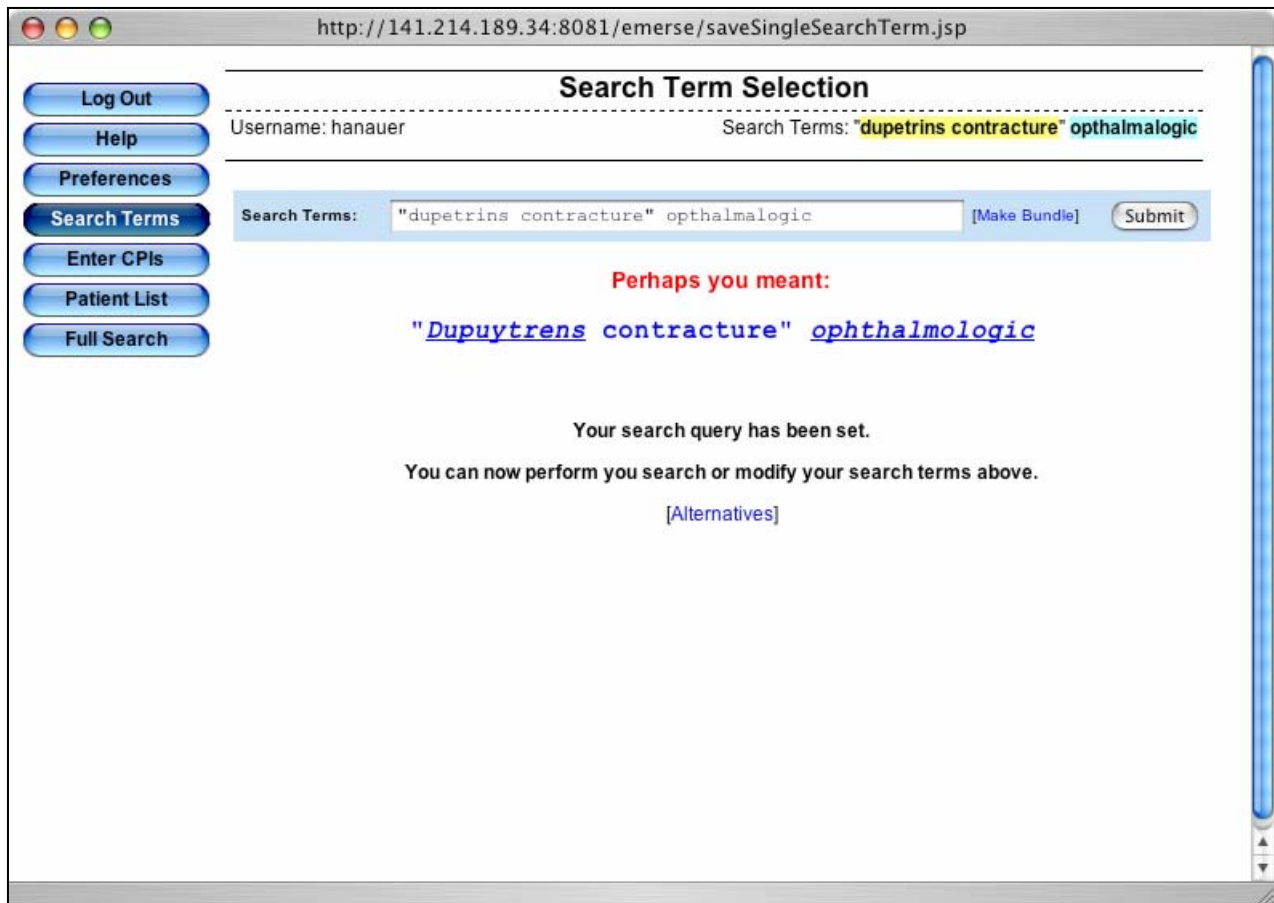 http://141.214.189.34:8081/emerse/saveSingleSearchTerm.jsp
Log Out
Help
Preferences
Search Terms
Enter CPIs
Patient List
Full Search
Search Term Selection
Username: hanauer Search Terms: "dupetrins contracture" opthalmalogic
Search Terms: "dupetrins contracture" opthalmalogic [Make Bundle] Submit
Perhaps you meant:
"Dupuytrens contracture" ophthalmologic
Your search query has been set.
You can now perform you search or modify your search terms above.
[Alternatives]